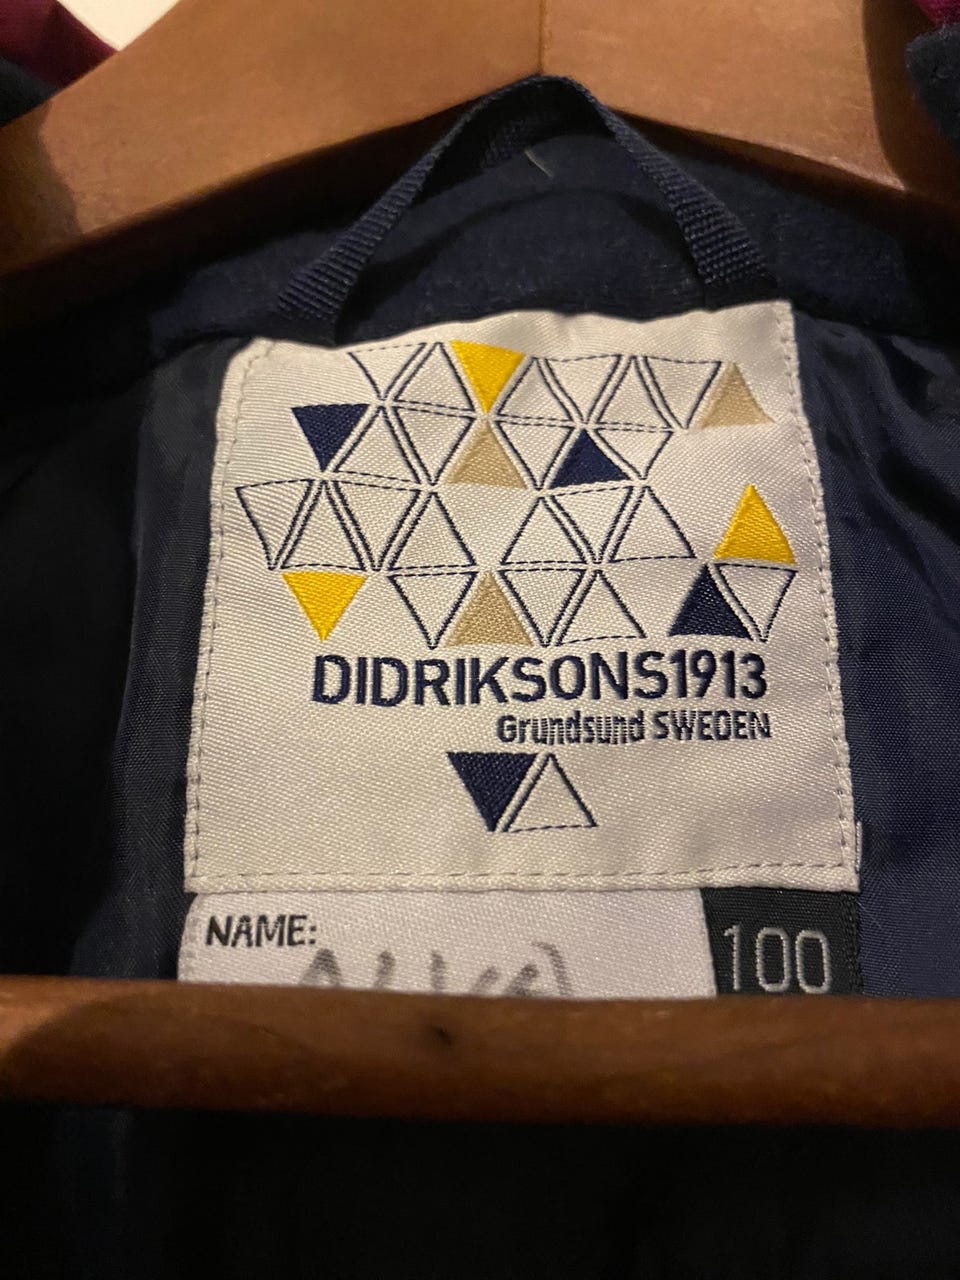 DIDRIKSONS1913
Grundsund SWEDEN
NAME:
100